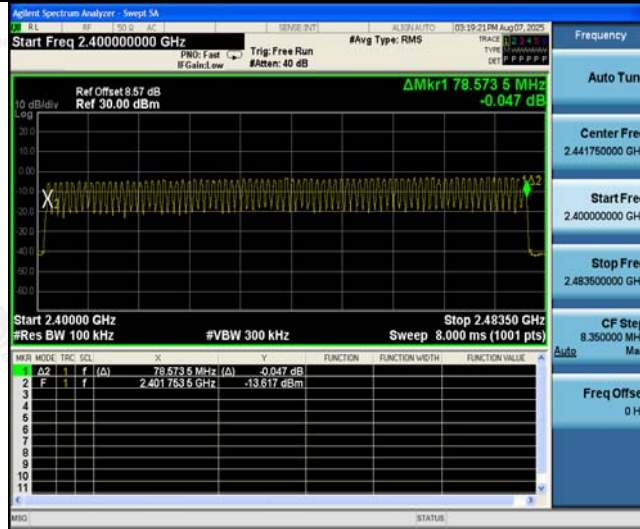 Agilent Spectrum Analyzer - Swept SA
RL RF 50 Ω AC SENSE:INT ALIGN AUTO 03:19:21 PM Aug 07, 2025
Start Freq 2.400000000 GHz
PNO: Fast
IFGain:Low
Trig: Free Run
#Atten: 40 dB
#Avg Type: RMS
TRACE 1 2 3 4 5 6
TYPE
DET P P P P P P
Ref Offset 8.57 dB
Ref 30.00 dBm
10 dB/div
Log
ΔMkr1 78.573 5 MHz
-0.047 dB
20.0
10.0
0.00
-10.0
-20.0
-30.0
-40.0
-50.0
-60.0
1Δ2
Start 2.40000 GHz
Stop 2.48350 GHz
#Res BW 100 kHz
#VBW 300 kHz
Sweep 8.000 ms (1001 pts)
MKR MODE TRC SCL X Y FUNCTION FUNCTION WIDTH FUNCTION VALUE
1 Δ2 1 f (Δ) 78.573 5 MHz (Δ) -0.047 dB
2 F 1 f 2.401 753 5 GHz -13.617 dBm
3
4
5
6
7
8
9
10
11
MSG
STATUS
Frequency
Auto Tun
Center Fre
2.441750000 GH
Start Fre
2.400000000 GH
Stop Fre
2.483500000 GH
CF Step
8.350000 MH
Auto Ma
Freq Offse
0 H